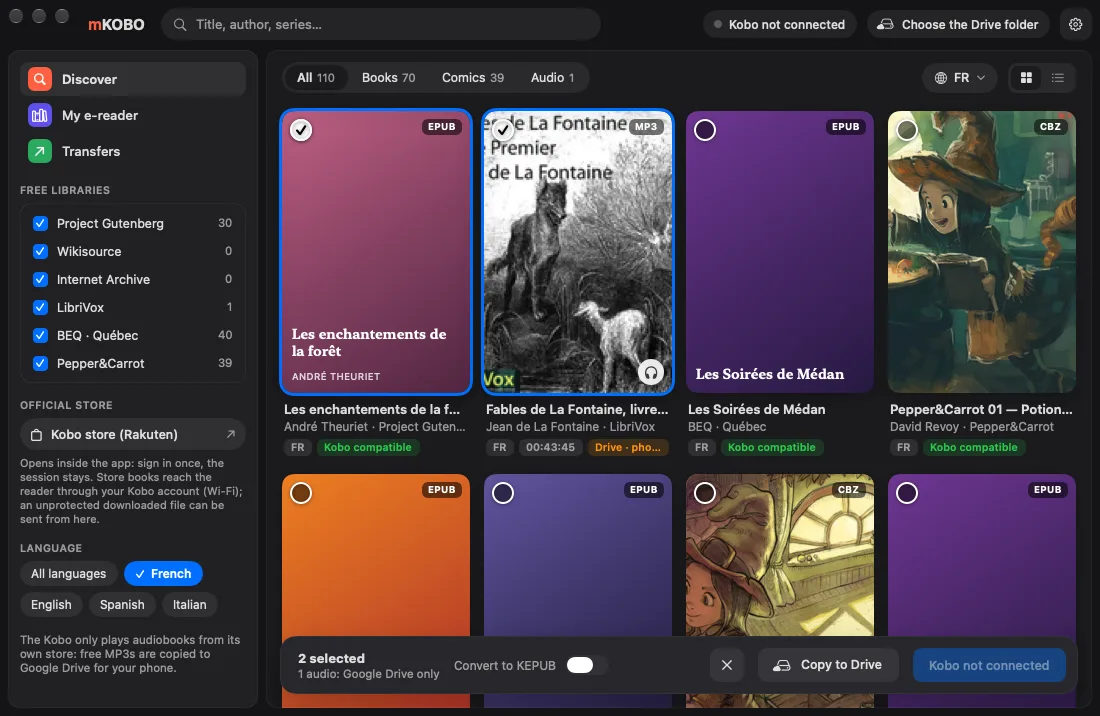 mKOBO
Title, author, series…
Kobo not connected
Choose the Drive folder
Discover
My e-reader
Transfers
FREE LIBRARIES
Project Gutenberg 30
Wikisource 0
Internet Archive 0
LibriVox 1
BEQ · Québec 40
Pepper&Carrot 39
OFFICIAL STORE
Kobo store (Rakuten)
Opens inside the app: sign in once, the
session stays. Store books reach the
reader through your Kobo account (Wi-Fi);
an unprotected downloaded file can be
sent from here.
LANGUAGE
All languages
French
English
Spanish
Italian
The Kobo only plays audiobooks from its
own store: free MP3s are copied to
Google Drive for your phone.
All 110
Books 70
Comics 39
Audio 1
FR
EPUB
Les enchantements de
la forêt
ANDRÉ THEURIET
Les enchantements de la f…
André Theuriet · Project Guten…
FR
Kobo compatible
MP3
de La Fontaine
Premier
de La Fontaine
Vox
Fables de La Fontaine, livre…
Jean de La Fontaine · LibriVox
FR
00:43:45
Drive · pho…
EPUB
Les Soirées de Médan
Les Soirées de Médan
BEQ · Québec
FR
Kobo compatible
CBZ
Pepper&Carrot 01 — Potion…
David Revoy · Pepper&Carrot
FR
Kobo compatible
EPUB
EPUB
CBZ
EPUB
2 selected
1 audio: Google Drive only
Convert to KEPUB
Copy to Drive
Kobo not connected